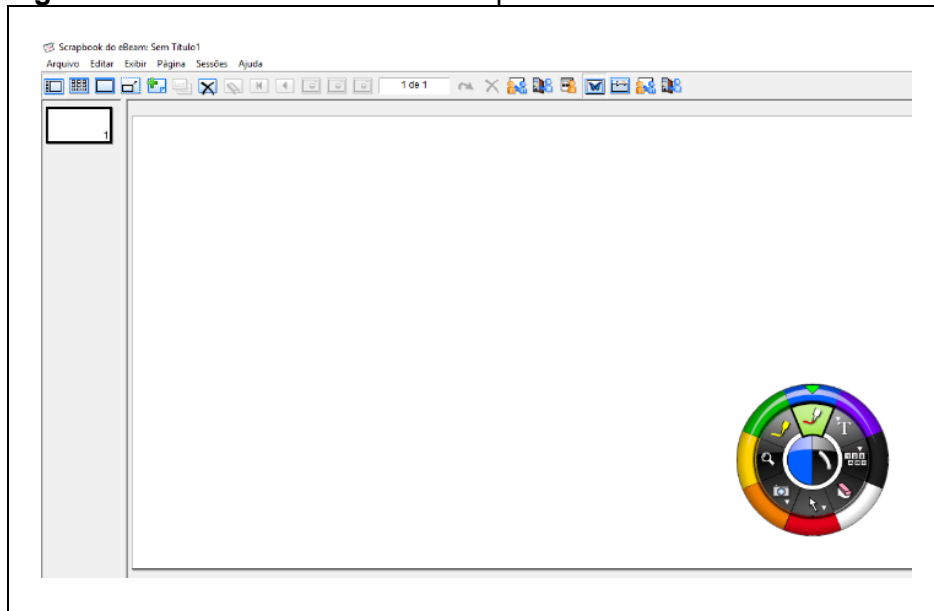 Scrapbook do eBeam: Sem Título1
Arquivo Editar Exibir Página Sessões Ajuda
1 de 1
1
T